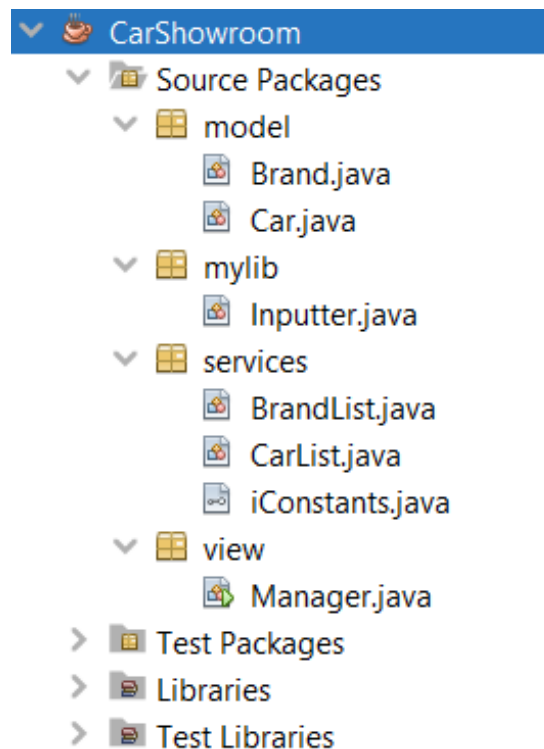 CarShowroom
Source Packages
model
Brand.java
Car.java
mylib
Inputter.java
services
BrandList.java
CarList.java
iConstants.java
view
Manager.java
Test Packages
Libraries
Test Libraries